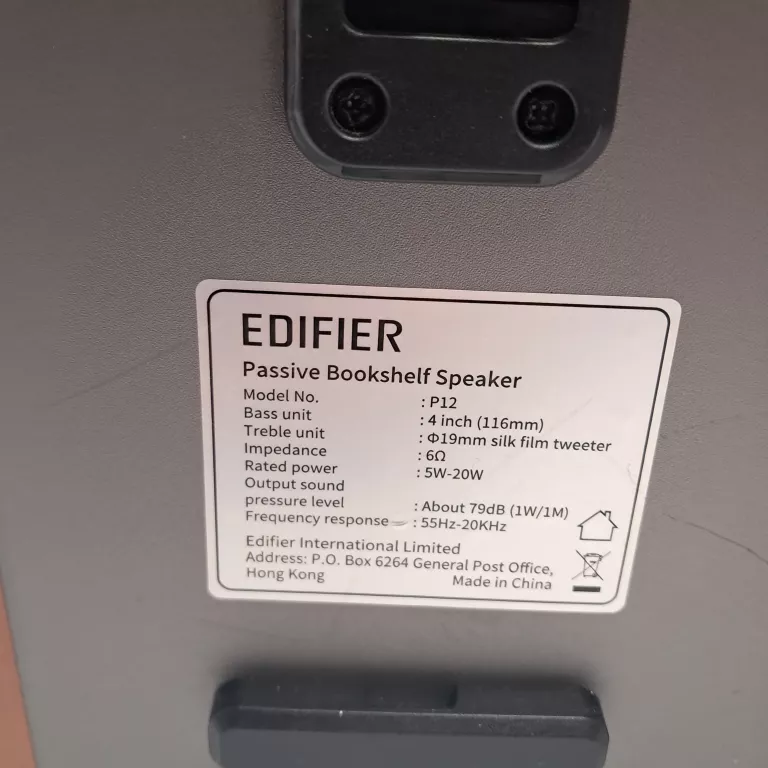 EDIFIER
Passive Bookshelf Speaker
Model No. : P12
Bass unit : 4 inch (116mm)
Treble unit : Φ19mm silk film tweeter
Impedance : 6Ω
Rated power : 5W-20W
Output sound
pressure level : About 79dB (1W/1M)
Frequency response : 55Hz-20KHz
Edifier International Limited
Address: P.O. Box 6264 General Post Office,
Hong Kong Made in China